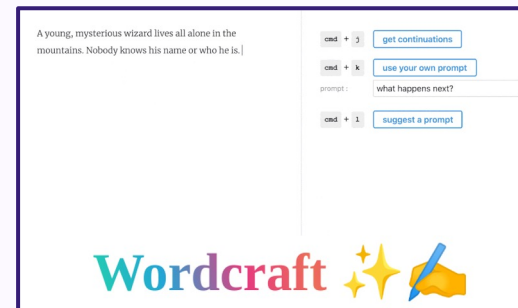 A young, mysterious wizard lives all alone in the
mountains. Nobody knows his name or who he is.
cmd + j get continuations
cmd + k use your own prompt
prompt : what happens next?
cmd + l suggest a prompt
Wordcraft ✨✍️